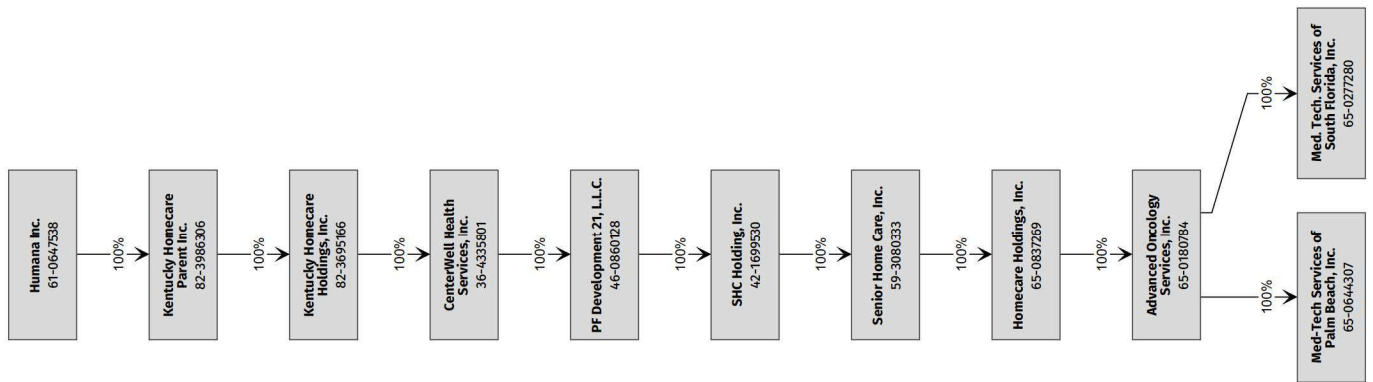 Humana Inc.
61-0647538
100%
Kentucky Homecare
Parent Inc.
82-3986306
100%
Kentucky Homecare
Holdings, Inc.
82-3695166
100%
CenterWell Health
Services, Inc.
36-4335801
100%
PF Development 21, L.L.C.
46-0860128
100%
SHC Holding, Inc.
42-1699530
100%
Senior Home Care, Inc.
59-3080333
100%
Homecare Holdings, Inc.
65-0837269
100%
Advanced Oncology
Services, Inc.
65-0180784
100%
Med-Tech Services of
Palm Beach, Inc.
65-0644307
100%
Med. Tech. Services of
South Florida, Inc.
65-0277280